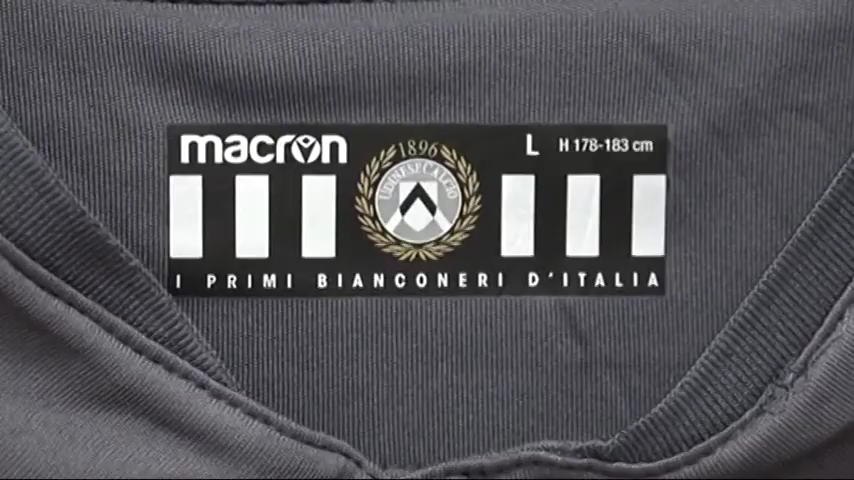 macron
1896
UDINESE CALCIO
L H 178-183 cm
I PRIMI BIANCONERI D'ITALIA